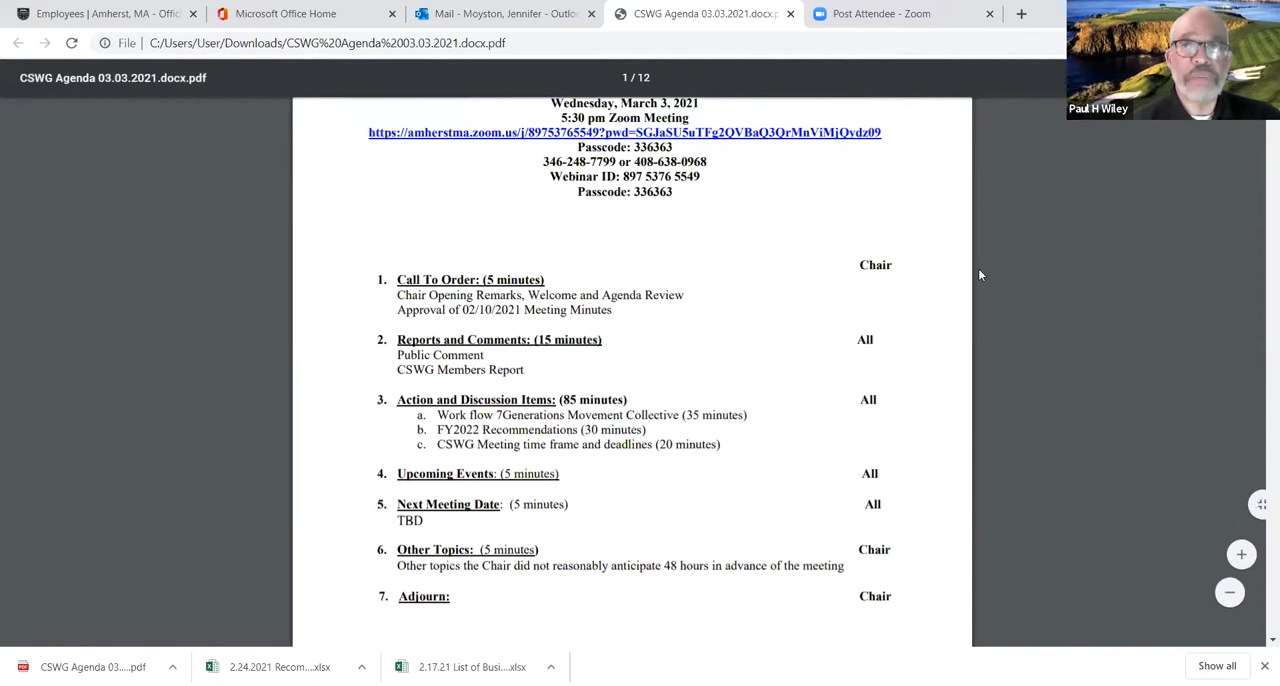 Employees | Amherst, MA - Offici
Microsoft Office Home
Mail - Moyston, Jennifer - Outlo
CSWG Agenda 03.03.2021.docx.p
Post Attendee - Zoom
File
C:/Users/User/Downloads/CSWG%20Agenda%2003.03.2021.docx.pdf
Paul H Wiley
CSWG Agenda 03.03.2021.docx.pdf
1 / 12
Wednesday, March 3, 2021
5:30 pm Zoom Meeting
https://amherstma.zoom.us/j/89753765549?pwd=SGJaSU5uTFg2QVBaQ3QrMnViMjQvdz09
Passcode: 336363
346-248-7799 or 408-638-0968
Webinar ID: 897 5376 5549
Passcode: 336363
Chair
1. Call To Order: (5 minutes)
Chair Opening Remarks, Welcome and Agenda Review
Approval of 02/10/2021 Meeting Minutes
2. Reports and Comments: (15 minutes) All
Public Comment
CSWG Members Report
3. Action and Discussion Items: (85 minutes) All
a. Work flow 7Generations Movement Collective (35 minutes)
b. FY2022 Recommendations (30 minutes)
c. CSWG Meeting time frame and deadlines (20 minutes)
4. Upcoming Events: (5 minutes) All
5. Next Meeting Date: (5 minutes) All
TBD
6. Other Topics: (5 minutes) Chair
Other topics the Chair did not reasonably anticipate 48 hours in advance of the meeting
7. Adjourn: Chair
CSWG Agenda 03.....pdf
2.24.2021 Recom....xlsx
2.17.21 List of Busi....xlsx
Show all